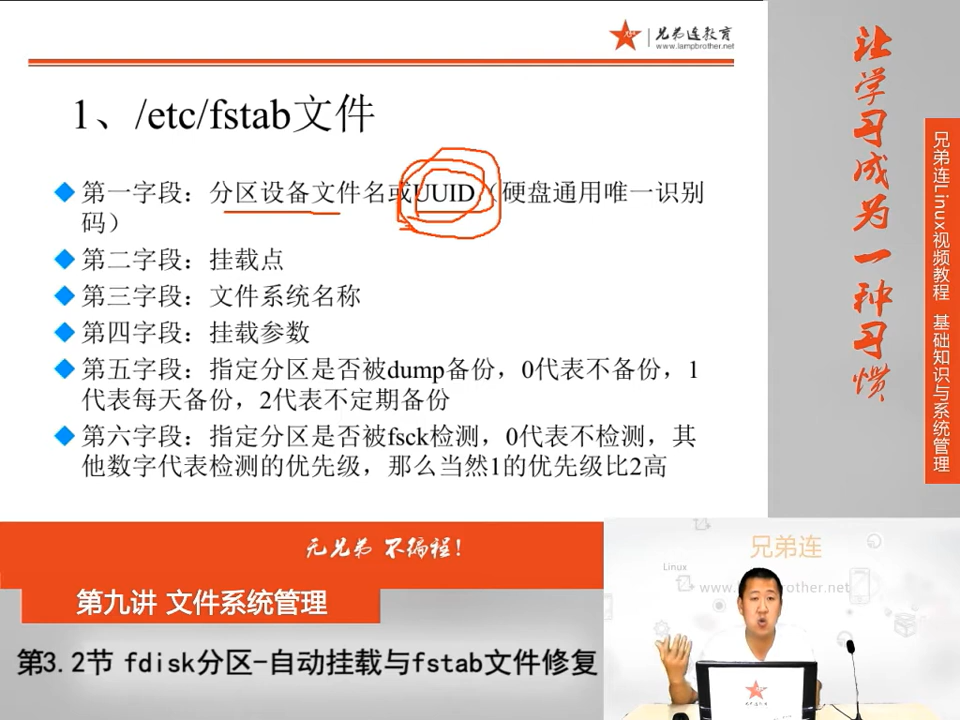 兄弟连教育
www.lampbrother.net
1、/etc/fstab文件
第一字段：分区设备文件名或UUID（硬盘通用唯一识别
码）
第二字段：挂载点
第三字段：文件系统名称
第四字段：挂载参数
第五字段：指定分区是否被dump备份，0代表不备份，1
代表每天备份，2代表不定期备份
第六字段：指定分区是否被fsck检测，0代表不检测，其
他数字代表检测的优先级，那么当然1的优先级比2高
让学习成为一种习惯
兄弟连Linux视频教程 基础知识与系统管理
无兄弟 不编程！
第九讲 文件系统管理
第3.2节 fdisk分区-自动挂载与fstab文件修复
兄弟连
Linux